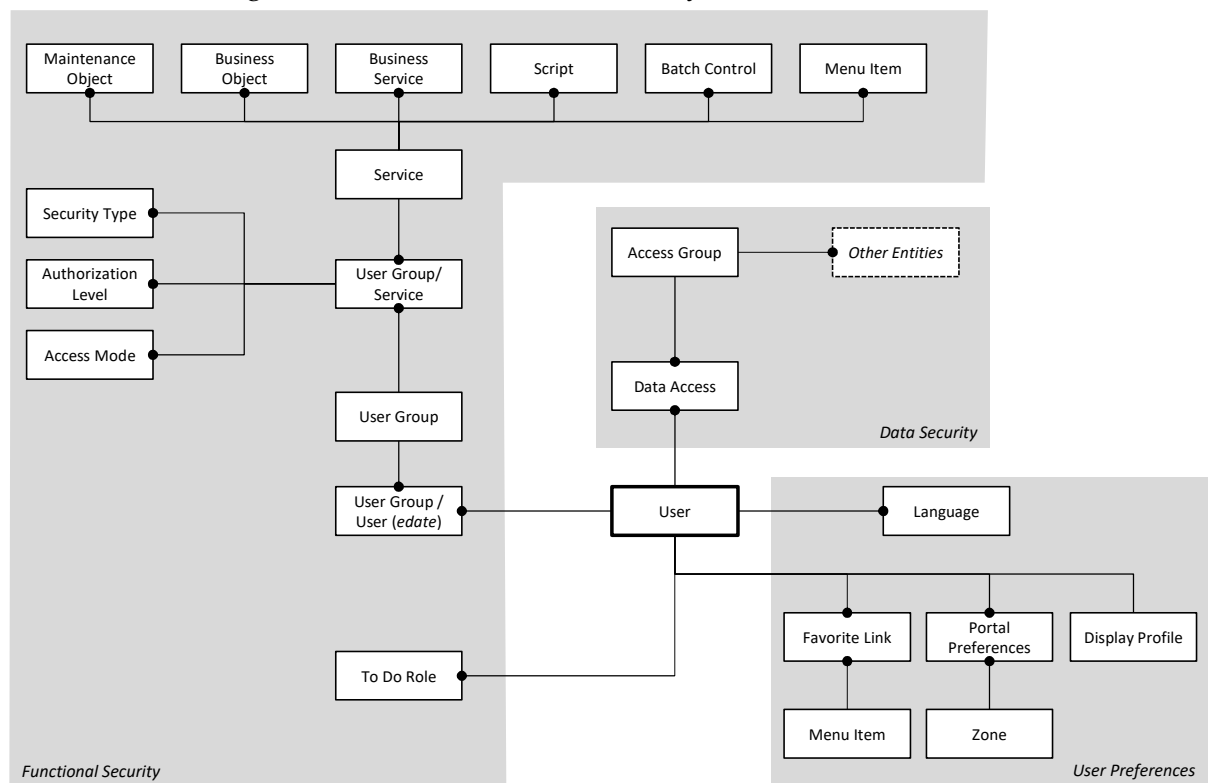 Maintenance
Object
Business
Object
Business
Service
Script
Batch Control
Menu Item
Service
Security Type
Authorization
Level
Access Mode
User Group/
Service
Access Group
Other Entities
Data Access
Data Security
User Group
User Group /
User (edate)
User
Language
Favorite Link
Portal
Preferences
Display Profile
To Do Role
Menu Item
Zone
Functional Security
User Preferences